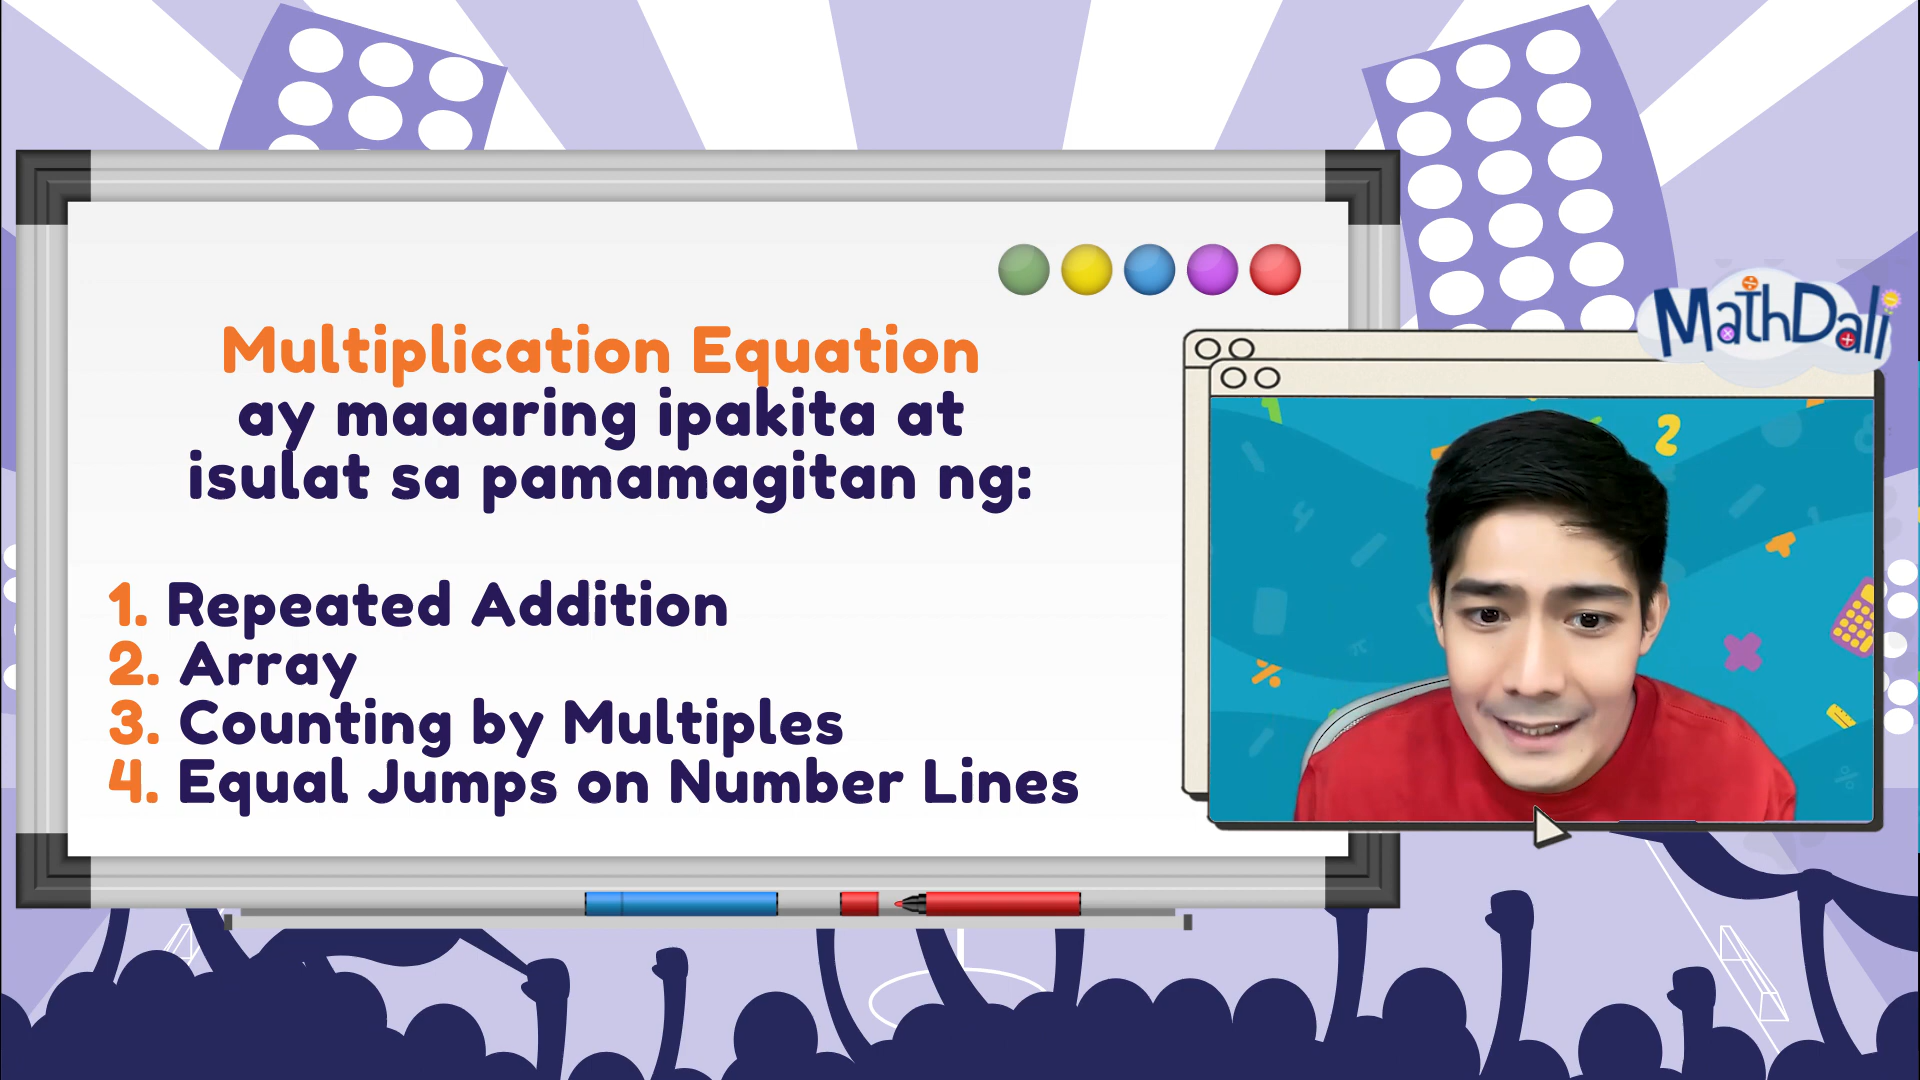 Multiplication Equation
ay maaaring ipakita at
isulat sa pamamagitan ng:
1. Repeated Addition
2. Array
3. Counting by Multiples
4. Equal Jumps on Number Lines
MathDali
2